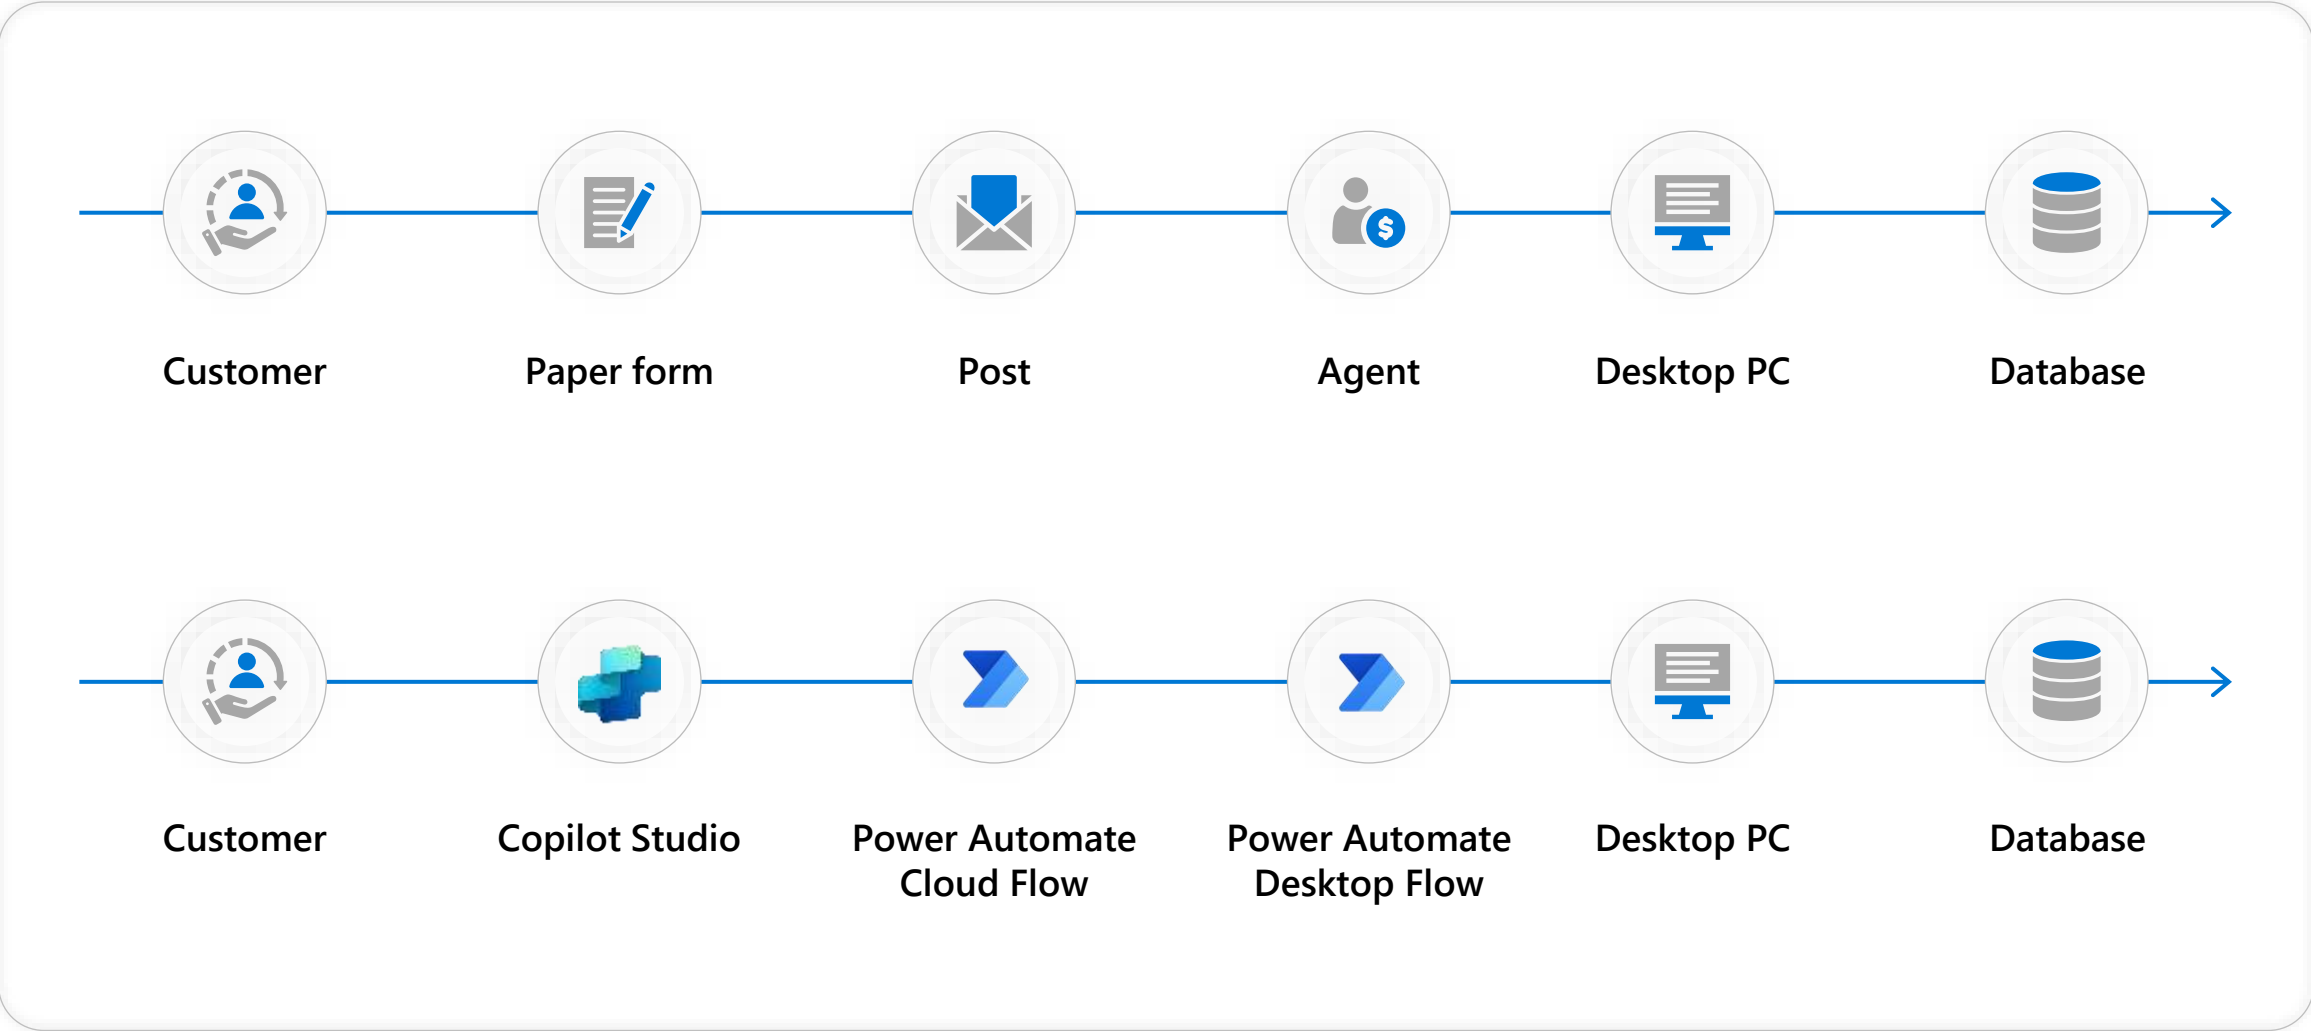 Customer
Paper form
Post
Agent
Desktop PC
Database
Customer
Copilot Studio
Power Automate
Cloud Flow
Power Automate
Desktop Flow
Desktop PC
Database